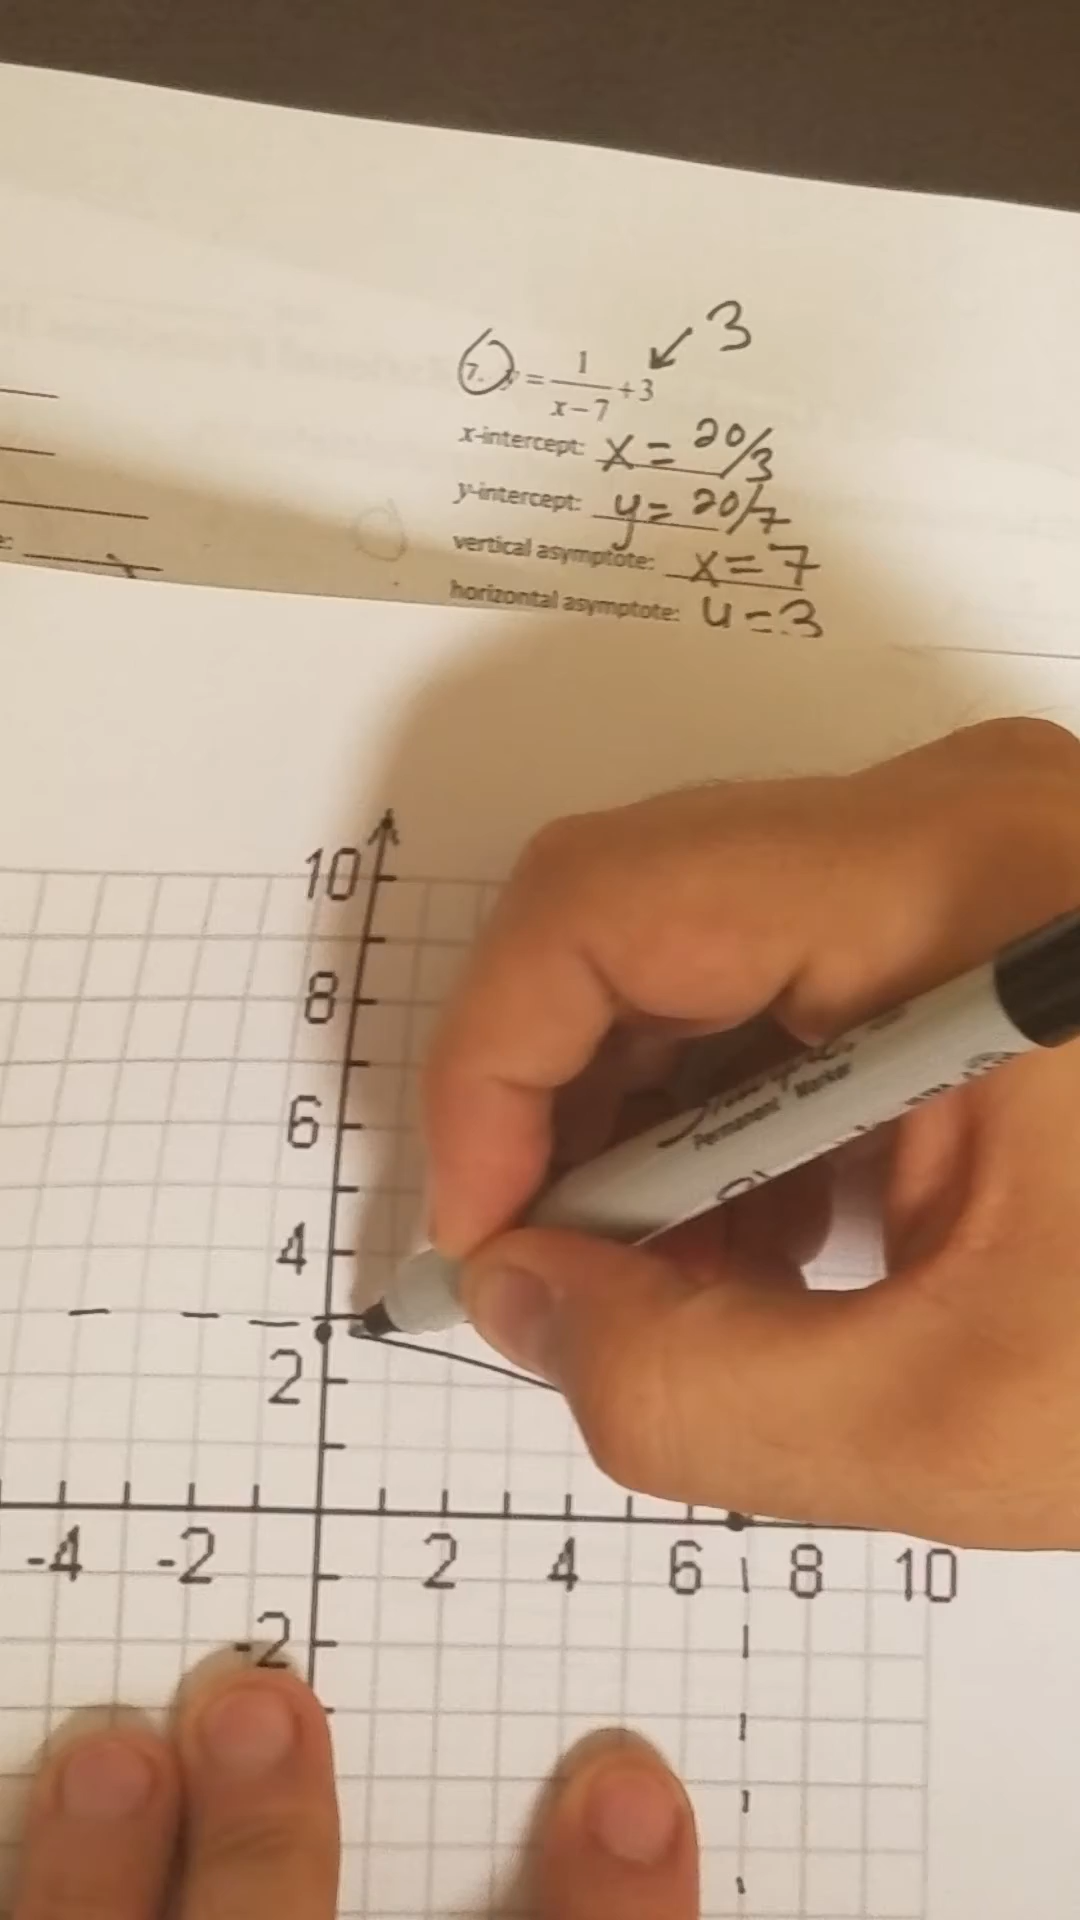 3
7. y = 1/(x−7) +3
x-intercept: x = 20/3
y-intercept: y = 20/7
vertical asymptote: x = 7
horizontal asymptote: y = 3
e:
10
8
6
4
2
-4 -2 2 4 6 8 10
-2
Permanent Marker